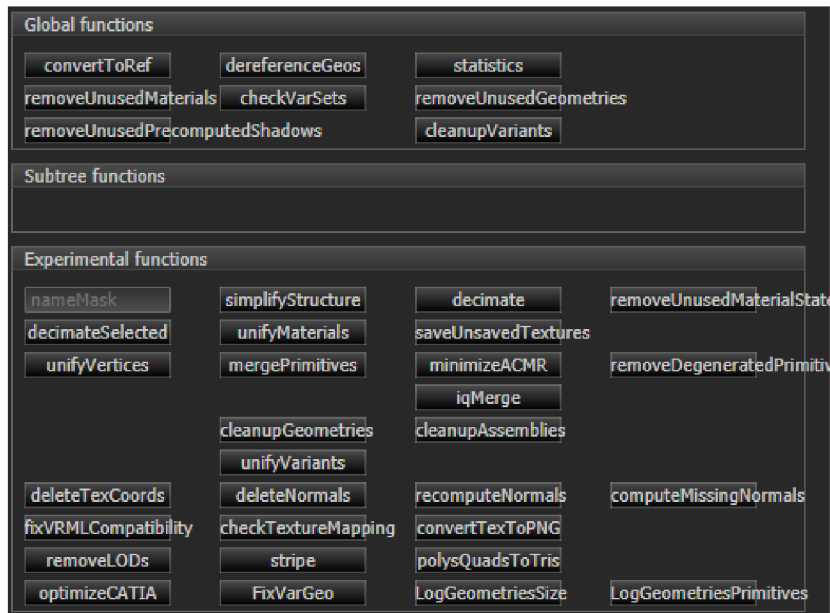 Global functions
convertToRef dereferenceGeos statistics
removeUnusedMaterials checkVarSets removeUnusedGeometries
removeUnusedPrecomputedShadows cleanupVariants
Subtree functions
Experimental functions
nameMask simplifyStructure decimate removeUnusedMaterialState
decimateSelected unifyMaterials saveUnsavedTextures
unifyVertices mergePrimitives minimizeACMR removeDegeneratedPrimitiv
iqMerge
cleanupGeometries cleanupAssemblies
unifyVariants
deleteTexCoords deleteNormals recomputeNormals computeMissingNormals
fixVRMLCompatibility checkTextureMapping convertTexToPNG
removeLODs stripe polysQuadsToTris
optimizeCATIA FixVarGeo LogGeometriesSize LogGeometriesPrimitives